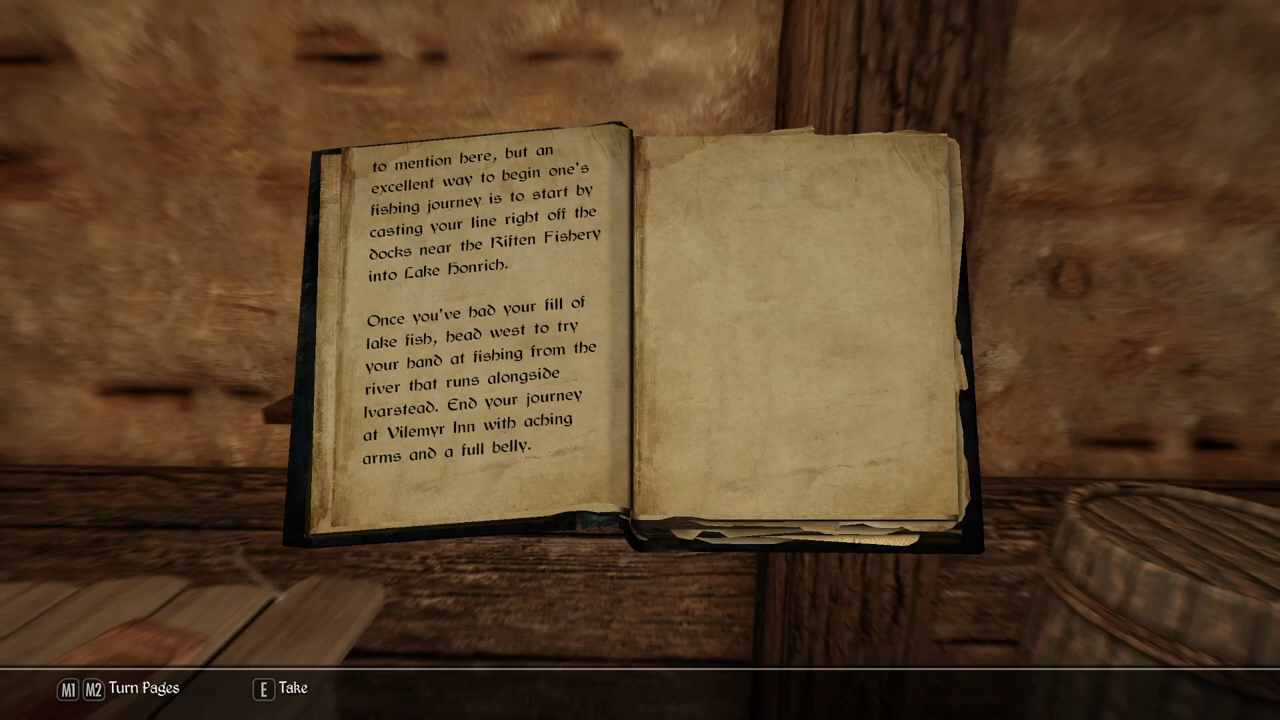 to mention here, but an
excellent way to begin one's
fishing journey is to start by
casting your line right off the
docks near the Riften Fishery
into Lake Honrich.
Once you've had your fill of
lake fish, head west to try
your hand at fishing from the
river that runs alongside
Ivarstead. End your journey
at Vilemyr Inn with aching
arms and a full belly.
M1 M2 Turn Pages E Take